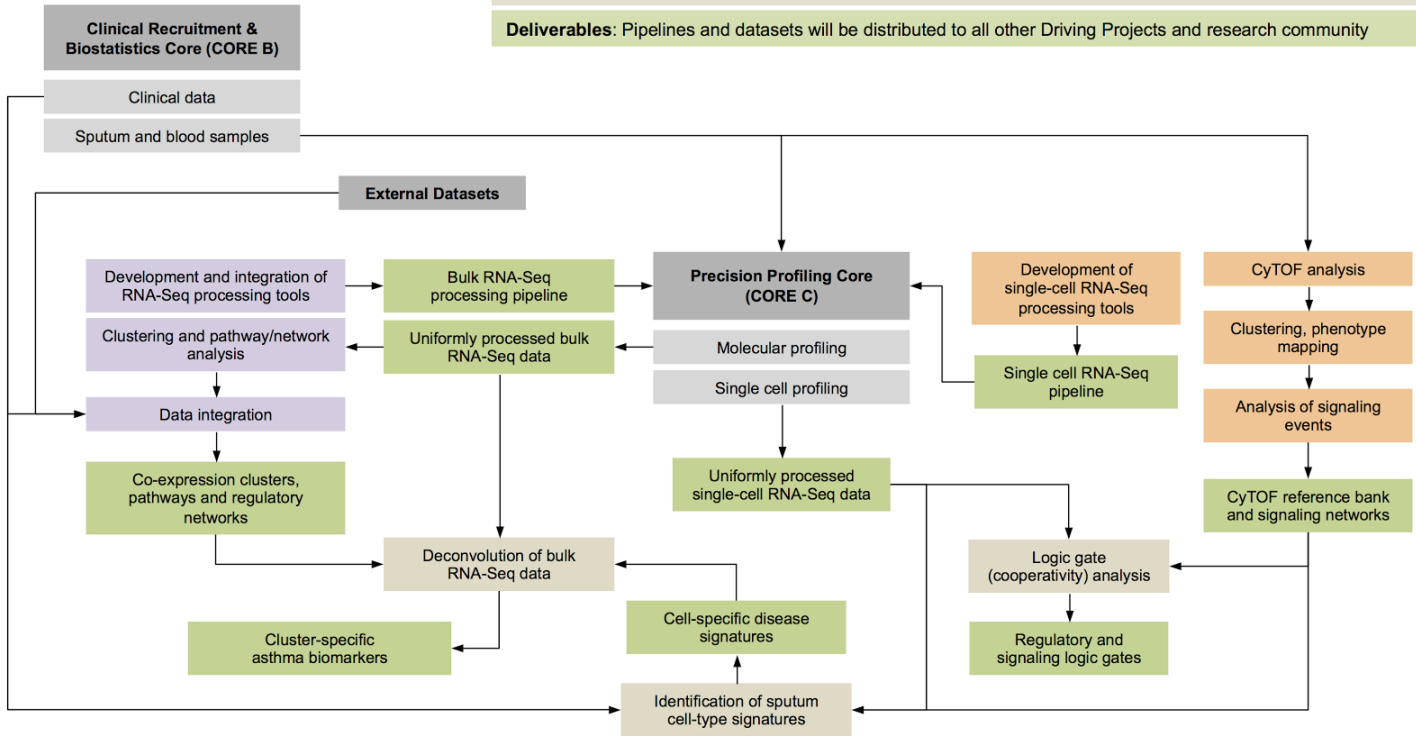 Clinical Recruitment &
Biostatistics Core (CORE B)
Deliverables: Pipelines and datasets will be distributed to all other Driving Projects and research community
Clinical data
Sputum and blood samples
External Datasets
Development and integration of
RNA-Seq processing tools
Bulk RNA-Seq
processing pipeline
Precision Profiling Core
(CORE C)
Development of
single-cell RNA-Seq
processing tools
CyTOF analysis
Clustering and pathway/network
analysis
Uniformly processed bulk
RNA-Seq data
Molecular profiling
Clustering, phenotype
mapping
Single cell profiling
Single cell RNA-Seq
pipeline
Data integration
Analysis of signaling
events
Co-expression clusters,
pathways and regulatory
networks
Uniformly processed
single-cell RNA-Seq data
CyTOF reference bank
and signaling networks
Deconvolution of bulk
RNA-Seq data
Logic gate
(cooperativity) analysis
Cluster-specific
asthma biomarkers
Cell-specific disease
signatures
Regulatory and
signaling logic gates
Identification of sputum
cell-type signatures